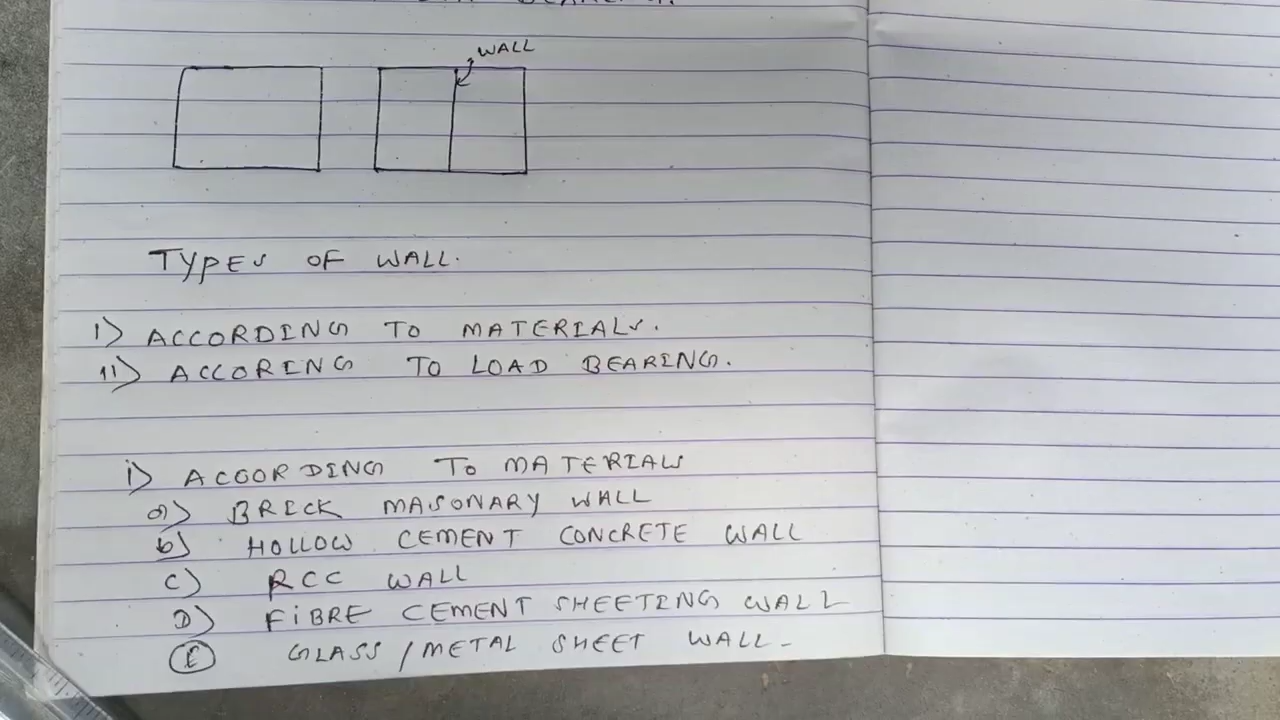 WALL
TYPES OF WALL.
I) ACCORDING TO MATERIALS.
II) ACCORING TO LOAD BEARING.
i) ACCORDING TO MATERIALS
a) BRICK MASONARY WALL
b) HOLLOW CEMENT CONCRETE WALL
C) RCC WALL
D) FIBRE CEMENT SHEETING WALL
E GLASS / METAL SHEET WALL-